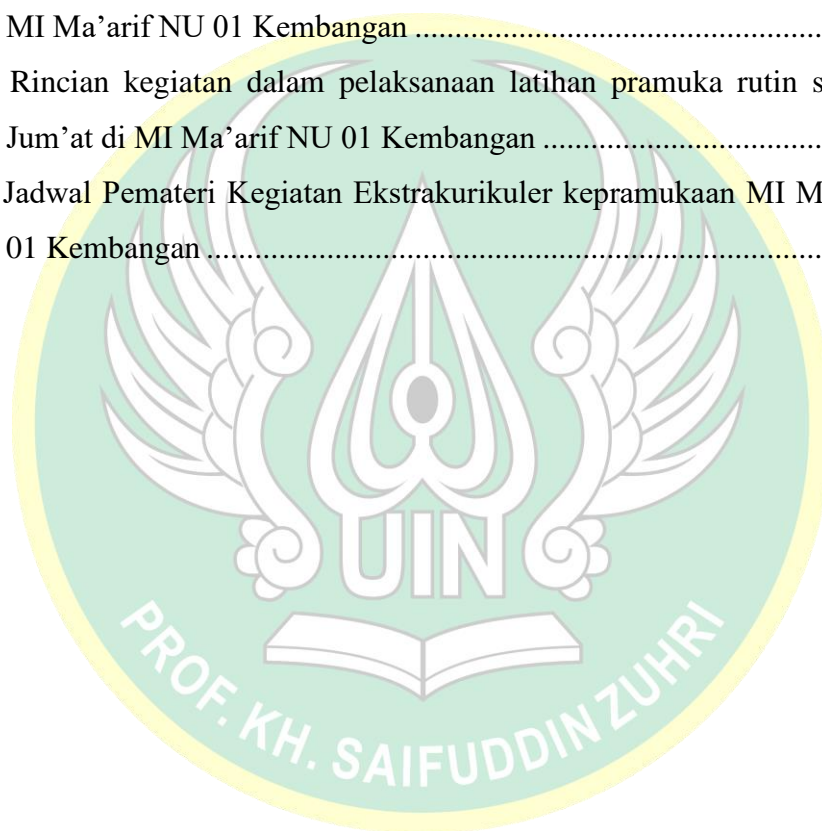 MI Ma’arif NU 01 Kembangan ....................................................
Rincian kegiatan dalam pelaksanaan latihan pramuka rutin s
Jum’at di MI Ma’arif NU 01 Kembangan ...................................
Jadwal Pemateri Kegiatan Ekstrakurikuler kepramukaan MI M
01 Kembangan .............................................................................
UIN
PROF. KH. SAIFUDDIN ZUHRI